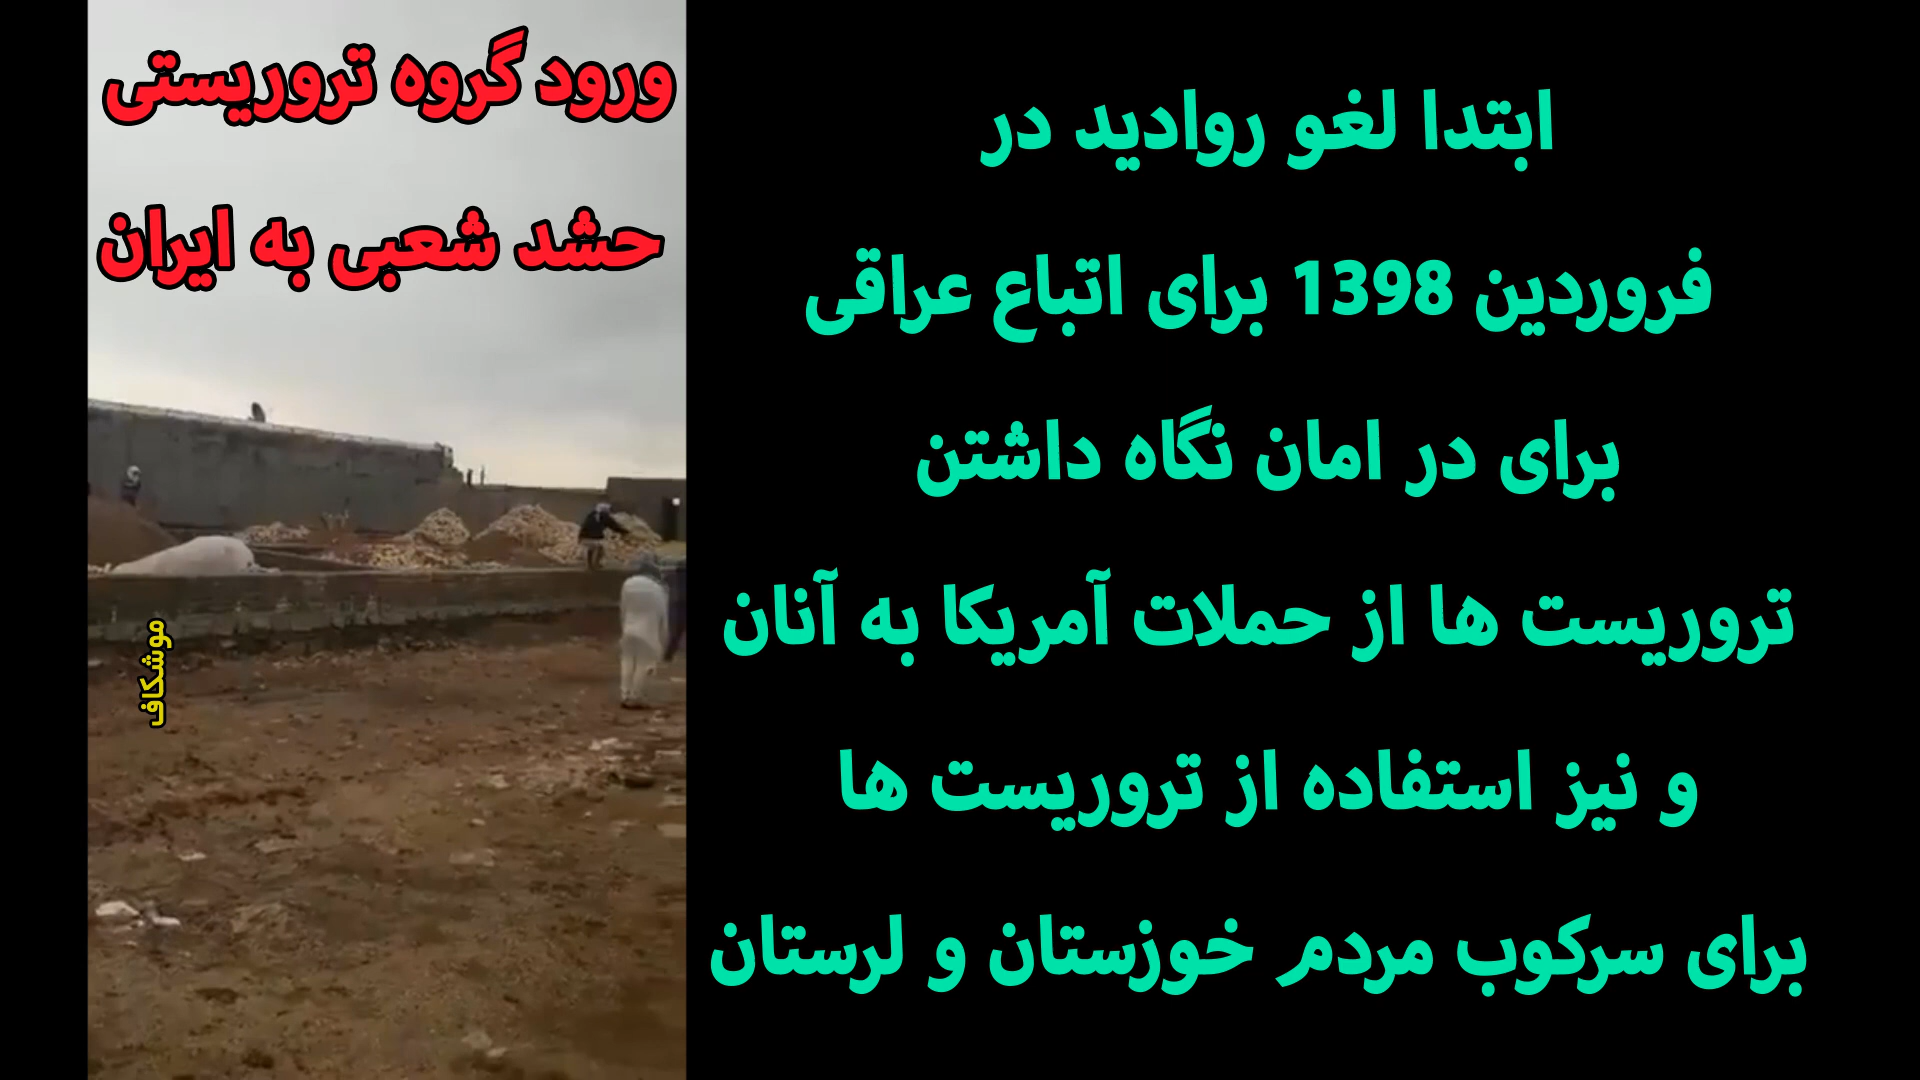 ورود گروه تروریستی
حشد شعبی به ایران
موشکاف
ابتدا لغو روادید در
فروردین 1398 برای اتباع عراقی
برای در امان نگاه داشتن
تروریست ها از حملات آمریکا به آنان
و نیز استفاده از تروریست ها
برای سرکوب مردم خوزستان و لرستان